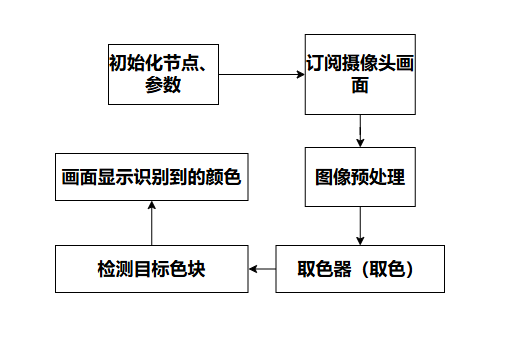 初始化节点、
参数
订阅摄像头画
面
图像预处理
取色器（取色）
检测目标色块
画面显示识别到的颜色